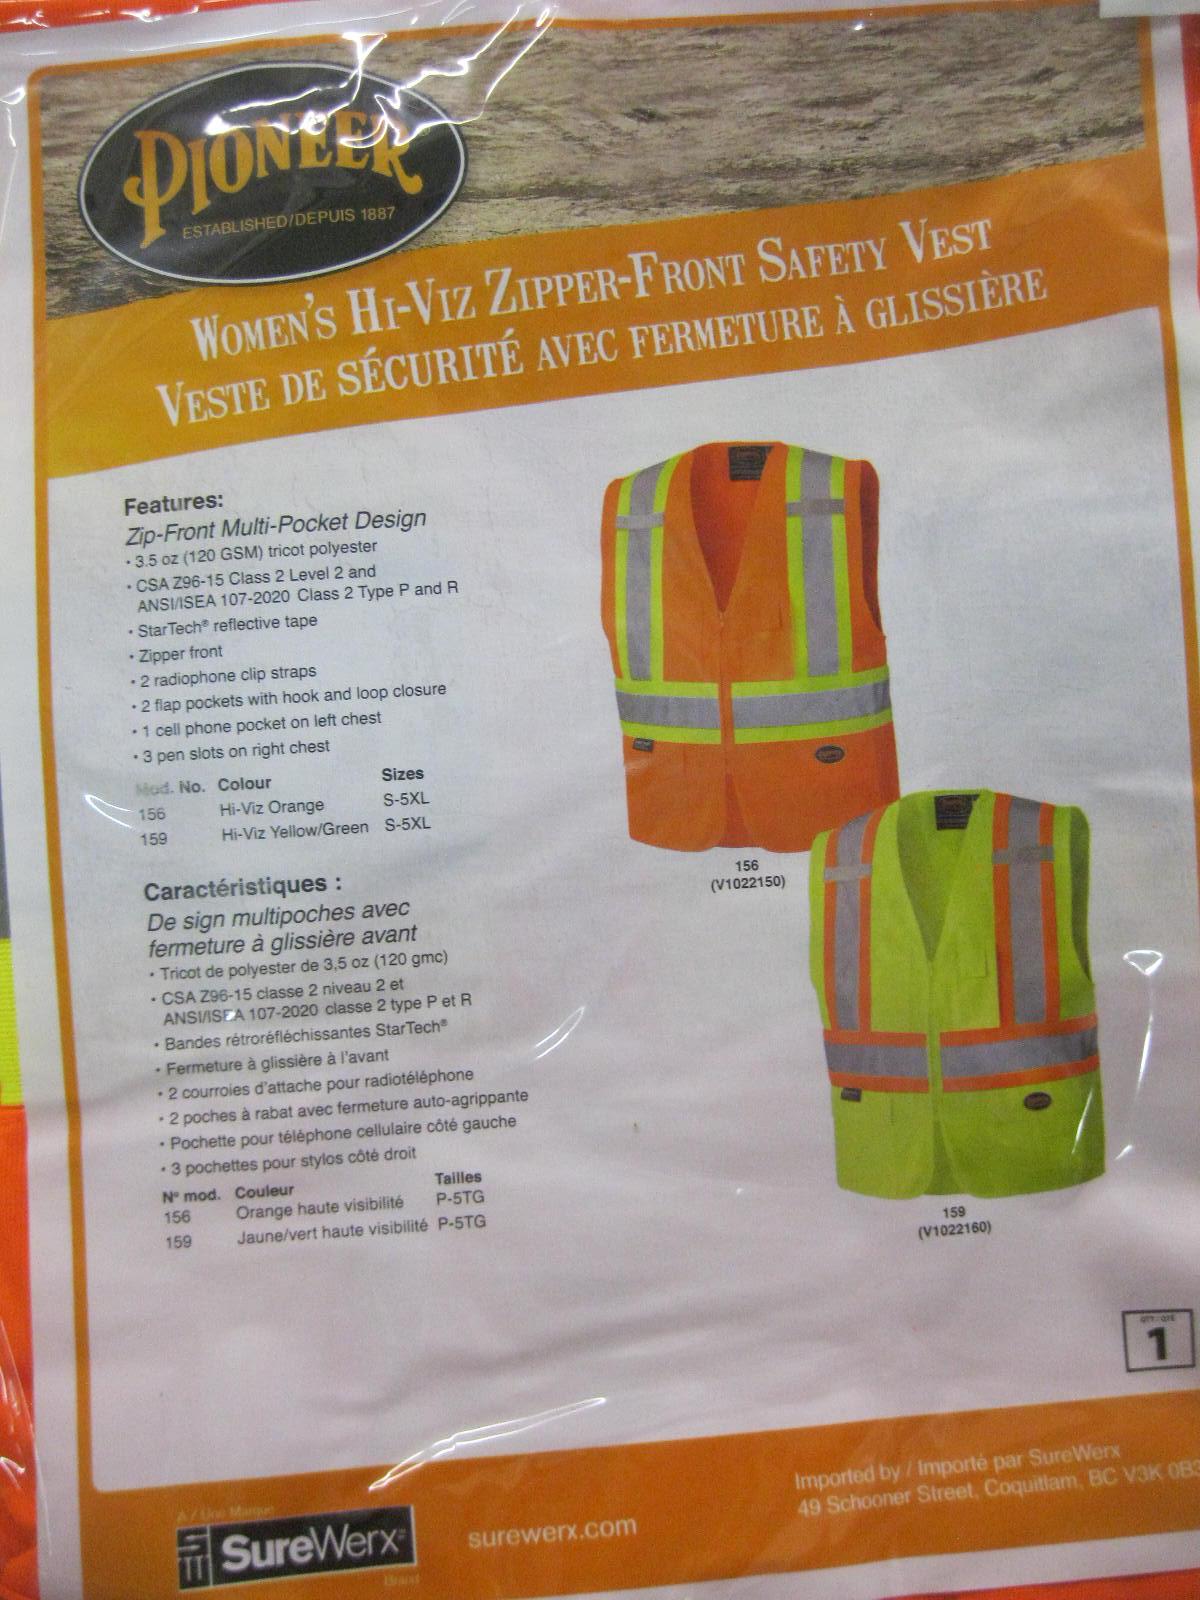 PIONEER
ESTABLISHED/DEPUIS 1887
WOMEN'S HI-VIZ ZIPPER-FRONT SAFETY VEST
VESTE DE SÉCURITÉ AVEC FERMETURE À GLISSIÈRE
Features:
Zip-Front Multi-Pocket Design
• 3.5 oz (120 GSM) tricot polyester
• CSA Z96-15 Class 2 Level 2 and
ANSI/ISEA 107-2020 Class 2 Type P and R
• StarTech® reflective tape
• Zipper front
• 2 radiophone clip straps
• 2 flap pockets with hook and loop closure
• 1 cell phone pocket on left chest
• 3 pen slots on right chest
Mod. No. Colour Sizes
156 Hi-Viz Orange S-5XL
159 Hi-Viz Yellow/Green S-5XL
156
(V1022150)
Caractéristiques :
De sign multipoches avec
fermeture à glissière avant
• Tricot de polyester de 3,5 oz (120 gmc)
• CSA Z96-15 classe 2 niveau 2 et
ANSI/ISEA 107-2020 classe 2 type P et R
• Bandes rétroréfléchissantes StarTech®
• Fermeture à glissière à l'avant
• 2 courroies d'attache pour radiotéléphone
• 2 poches à rabat avec fermeture auto-agrippante
• Pochette pour téléphone cellulaire côté gauche
• 3 pochettes pour stylos côté droit
Nº mod. Couleur Tailles
156 Orange haute visibilité P-5TG
159 Jaune/vert haute visibilité P-5TG
159
(V1022160)
QTY / QTÉ
1
A / Une Marque
SureWerx™
Brand
surewerx.com
Imported by / Importé par SureWerx
49 Schooner Street, Coquitlam, BC V3K 0B3